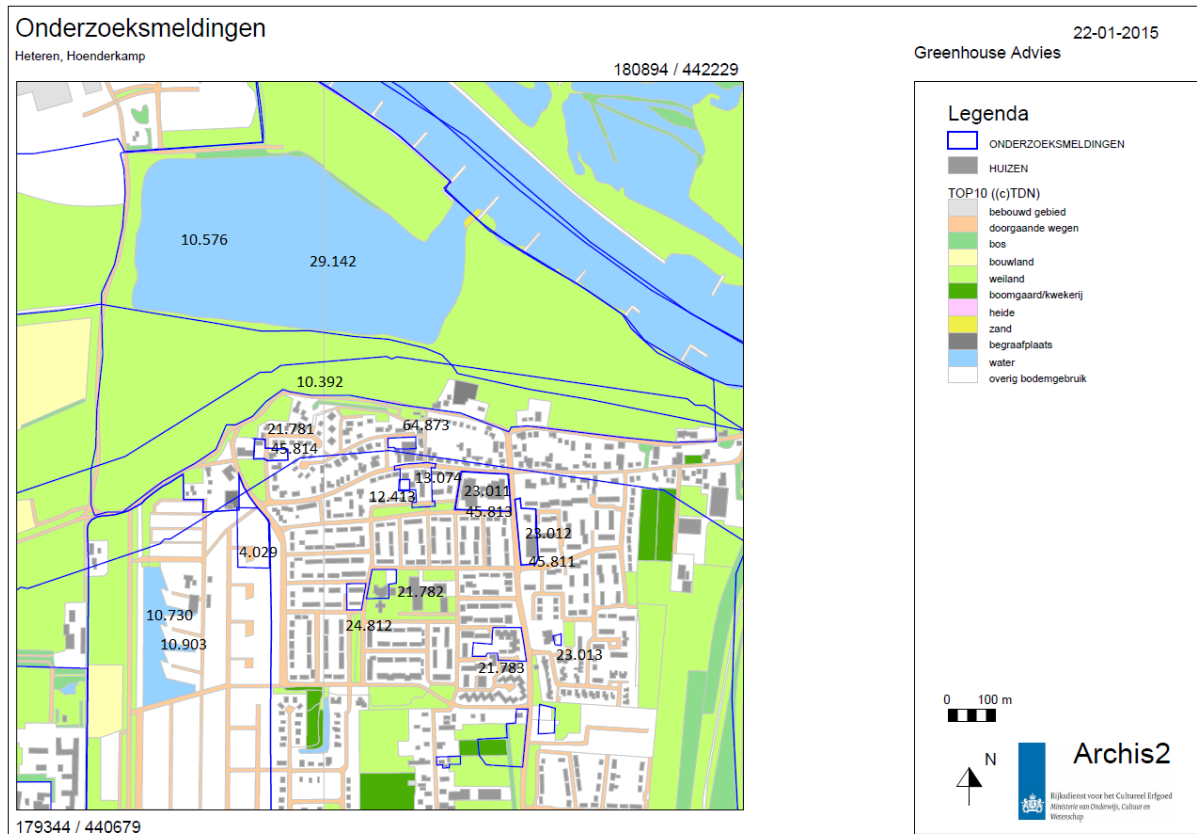 Onderzoeksmeldingen
Heteren, Hoenderkamp
22-01-2015
Greenhouse Advies
180894 / 442229
10.576
29.142
10.392
21.781
45.814
64.873
13.074
12.413
23.011
45.813
23.012
45.811
4.029
21.782
24.812
10.730
10.903
21.783
23.013
179344 / 440679
Legenda
ONDERZOEKSMELDINGEN
HUIZEN
TOP10 ((c)TDN)
bebouwd gebied
doorgaande wegen
bos
bouwland
weiland
boomgaard/kwekerij
heide
zand
begraafplaats
water
overig bodemgebruik
0 100 m
N
Archis2
Rijksdienst voor het Cultureel Erfgoed
Ministerie van Onderwijs, Cultuur en
Wetenschap